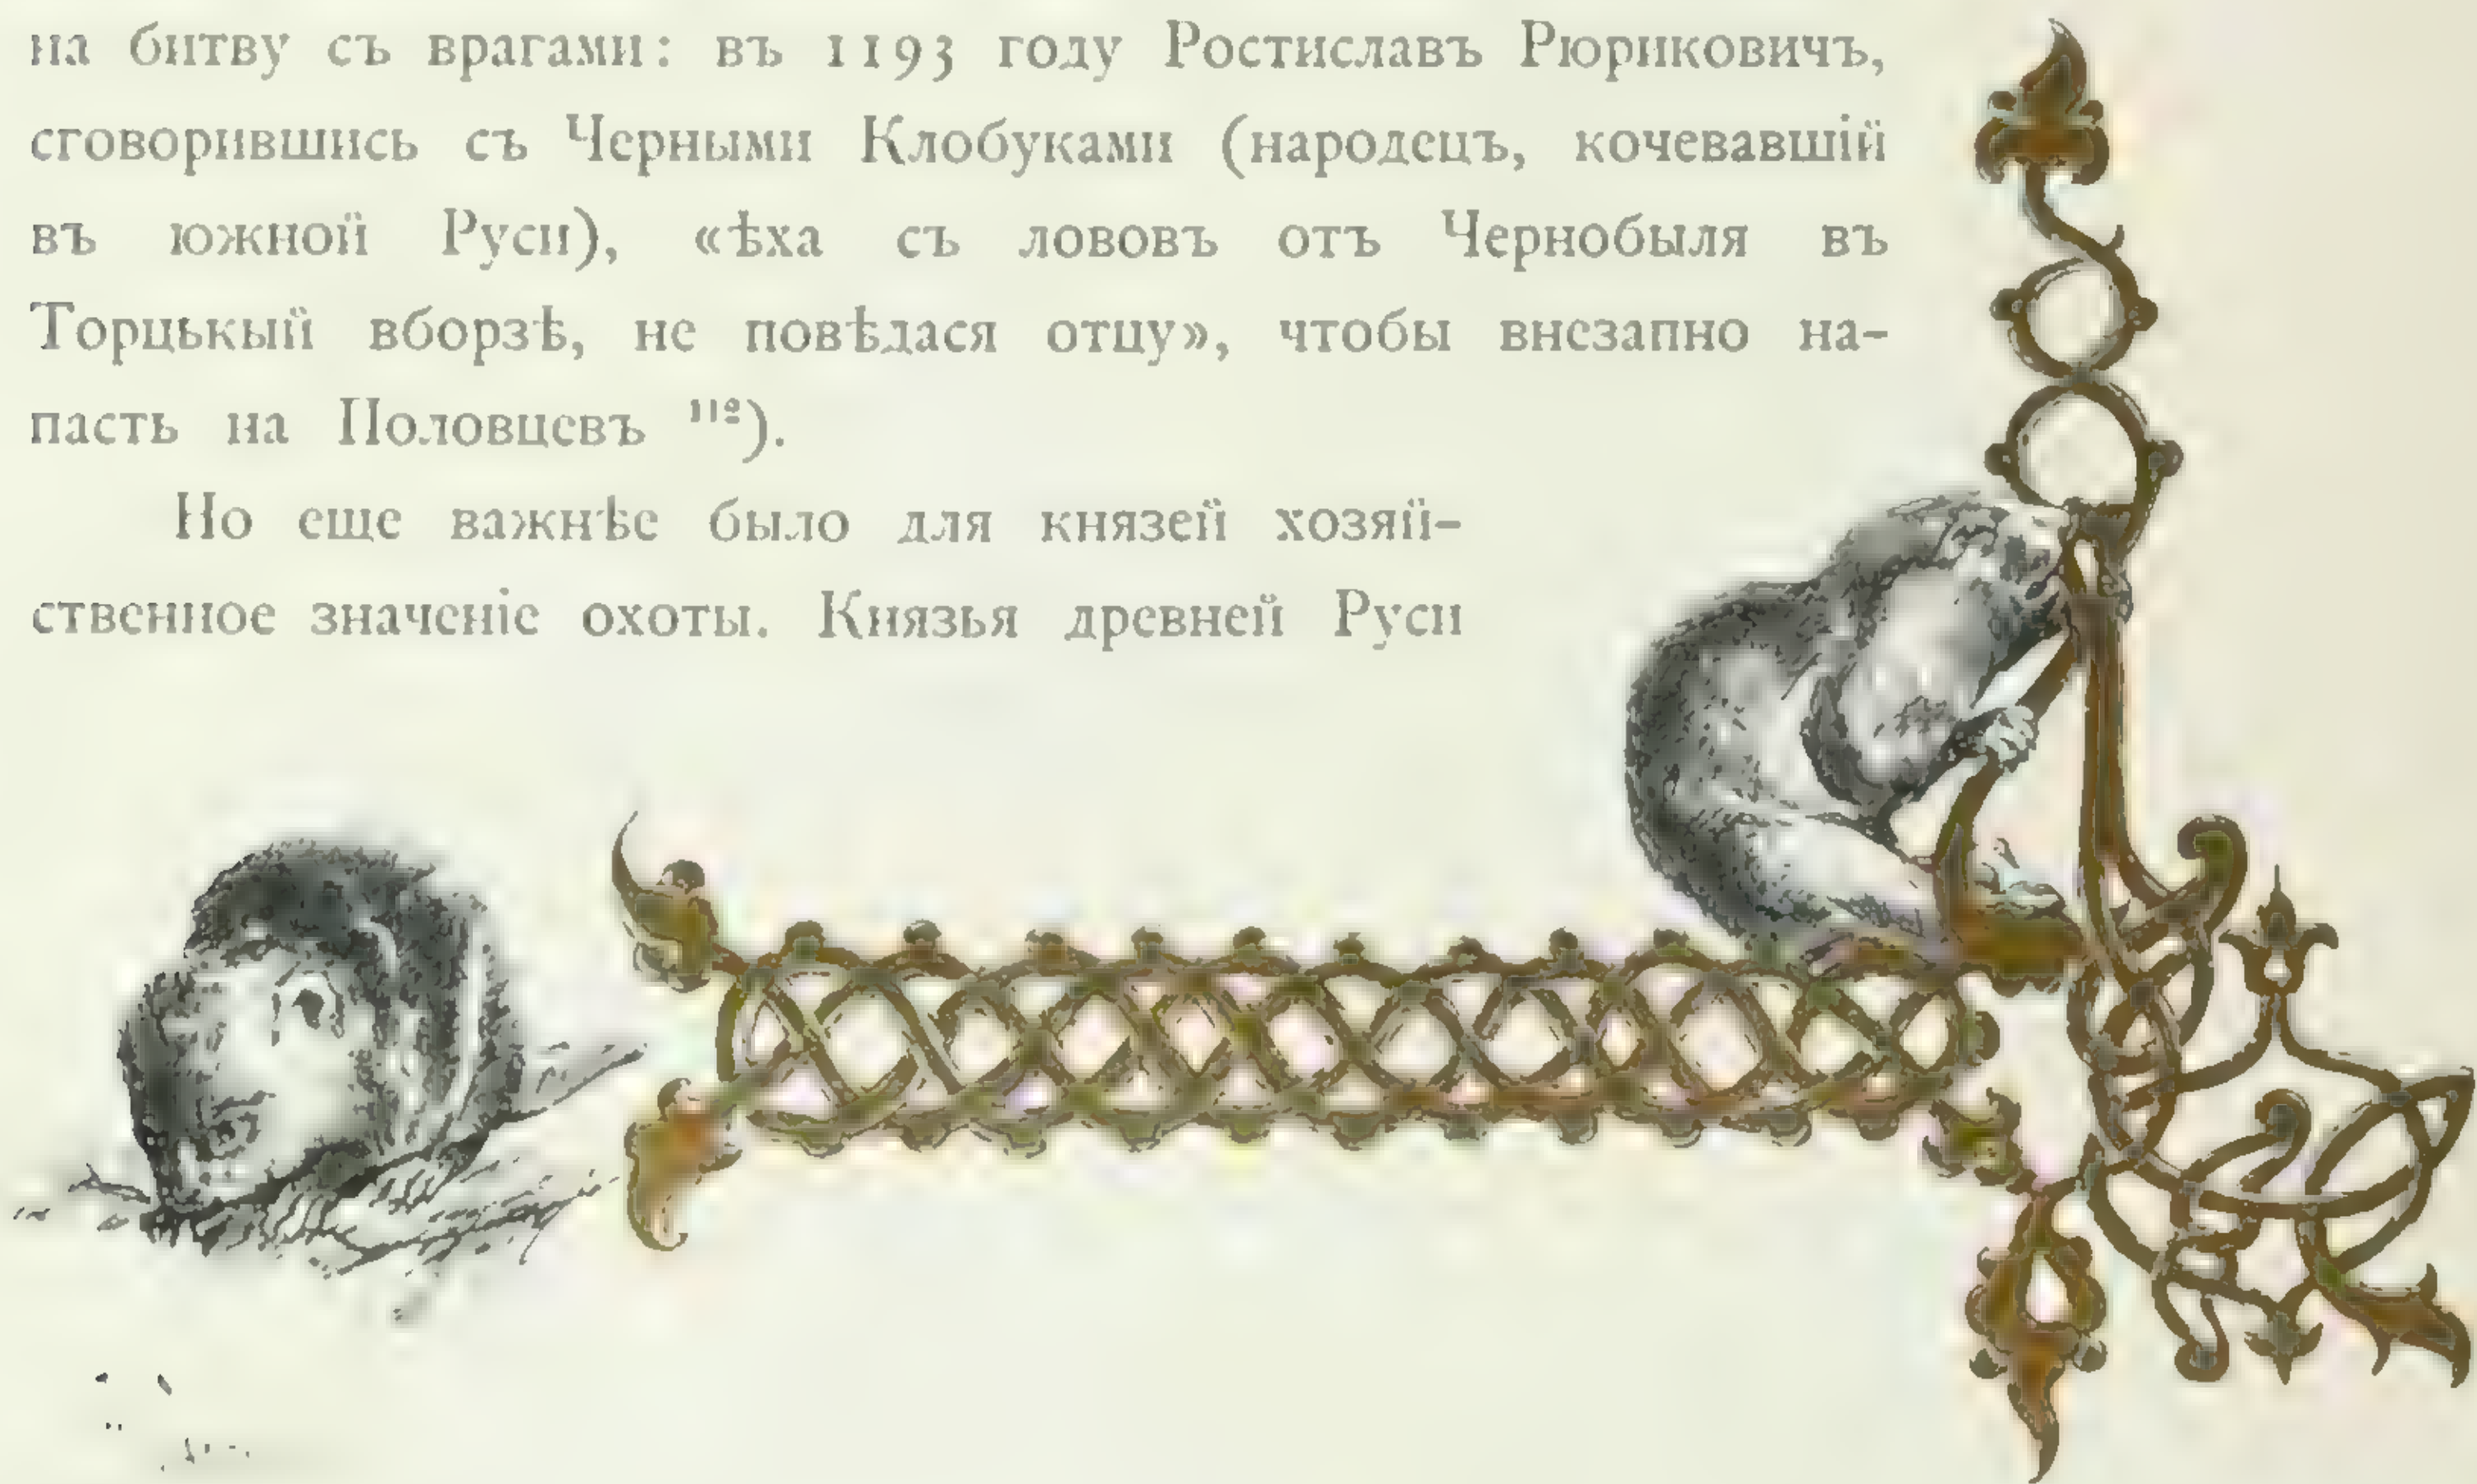 на битву съ врагами: въ 1193 году Ростиславъ Рюриковичъ,
сговорившись съ Черными Клобуками (народецъ, кочевавшій
въ южной Руси), «ѣха съ лововъ отъ Чернобыля въ
Торцькый вборзѣ, не повѣдася отцу», чтобы внезапно на-
пасть на Половцевъ ¹¹²).
Но еще важнѣе было для князей хозяй-
ственное значеніе охоты. Князья древней Руси